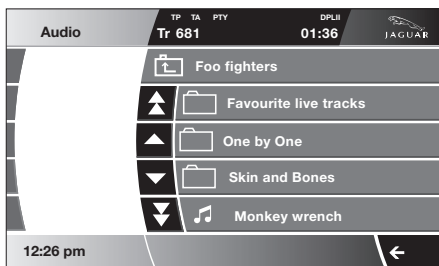 TP TA PTY DPLII
Audio Tr 681 01:36 JAGUAR
Foo fighters
Favourite live tracks
One by One
Skin and Bones
Monkey wrench
12:26 pm